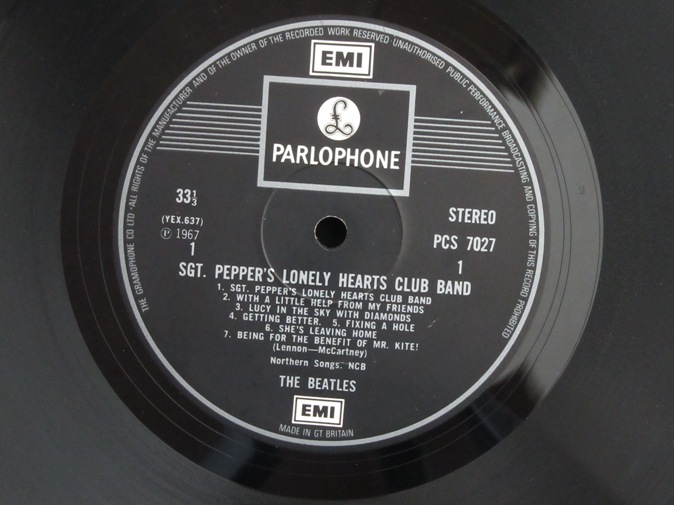 THE GRAMOPHONE CO LTD · ALL RIGHTS OF THE MANUFACTURER AND OF THE OWNER OF THE RECORDED WORK RESERVED UNAUTHORISED PUBLIC PERFORMANCE BROADCASTING AND COPYING OF THIS RECORD PROHIBITED
EMI
£
PARLOPHONE
33⅓
(YEX.637)
Ⓟ 1967
1
STEREO
PCS 7027
1
SGT. PEPPER'S LONELY HEARTS CLUB BAND
1. SGT. PEPPER'S LONELY HEARTS CLUB BAND
2. WITH A LITTLE HELP FROM MY FRIENDS
3. LUCY IN THE SKY WITH DIAMONDS
4. GETTING BETTER. 5. FIXING A HOLE
6. SHE'S LEAVING HOME
7. BEING FOR THE BENEFIT OF MR. KITE!
(Lennon—McCartney)
Northern Songs. NCB
THE BEATLES
EMI
MADE IN GT BRITAIN